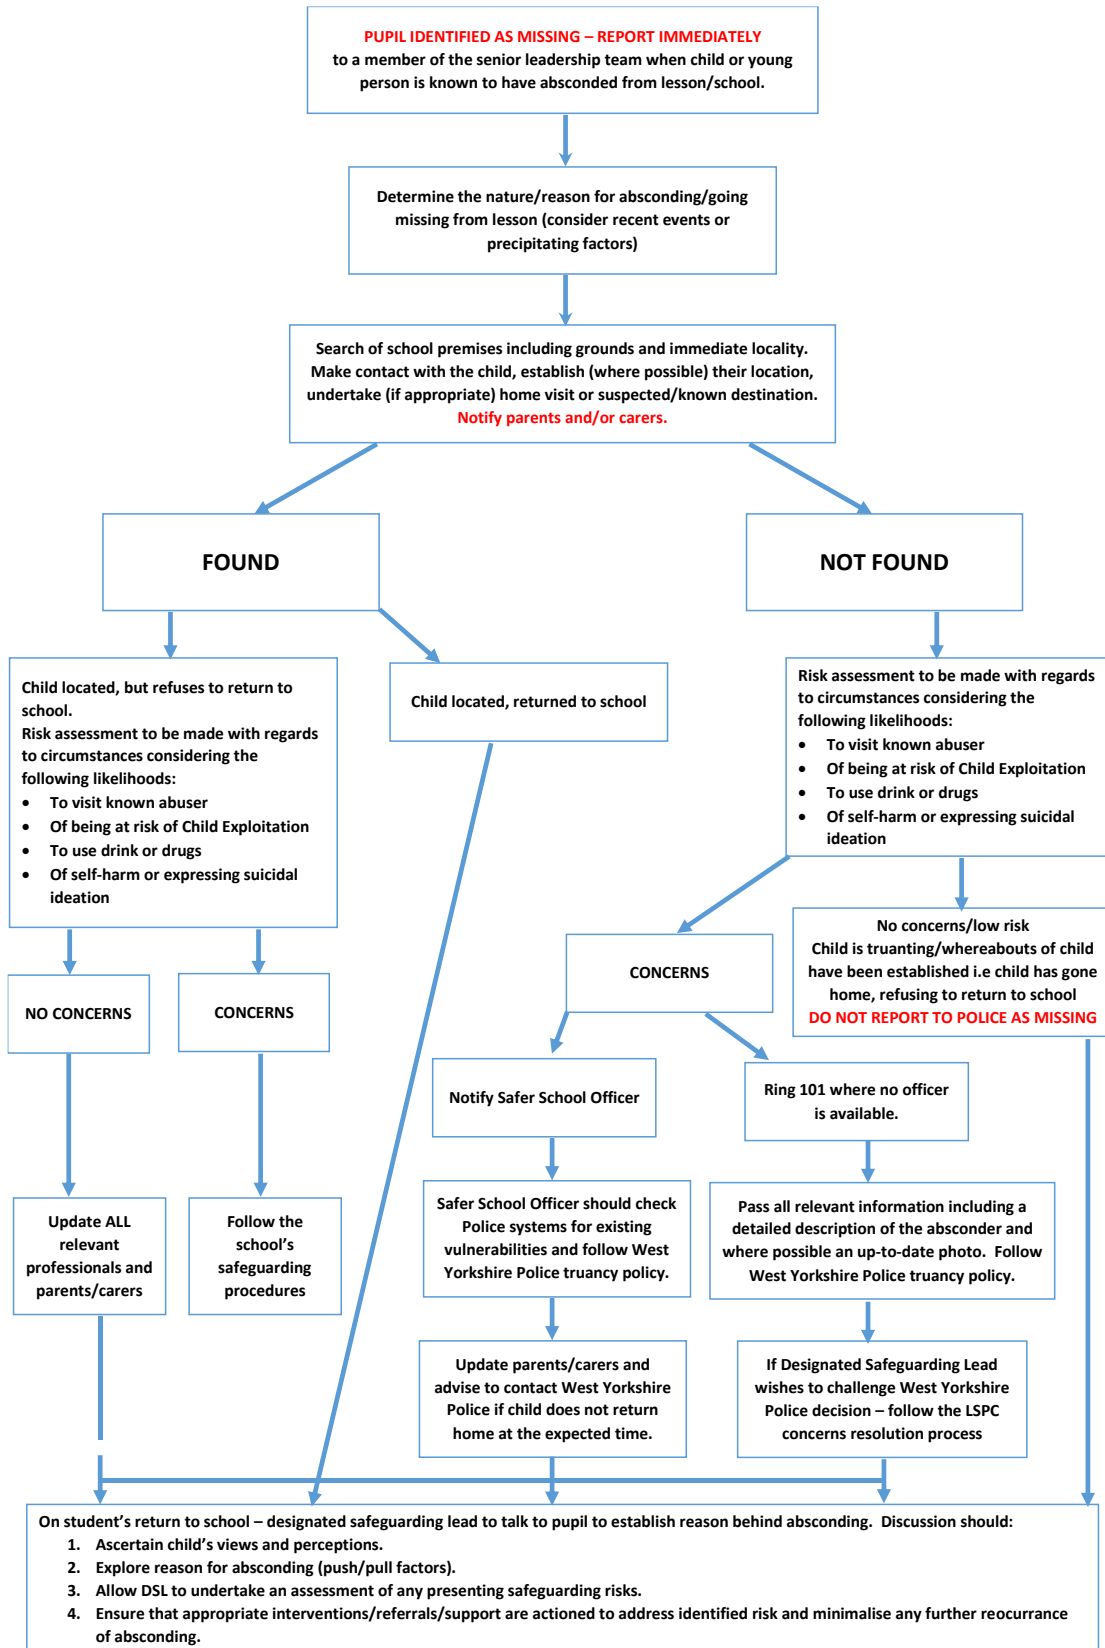 PUPIL IDENTIFIED AS MISSING – REPORT IMMEDIATELY
to a member of the senior leadership team when child or young
person is known to have absconded from lesson/school.
Determine the nature/reason for absconding/going
missing from lesson (consider recent events or
precipitating factors)
Search of school premises including grounds and immediate locality.
Make contact with the child, establish (where possible) their location,
undertake (if appropriate) home visit or suspected/known destination.
Notify parents and/or carers.
FOUND
NOT FOUND
Child located, but refuses to return to
school.
Risk assessment to be made with regards
to circumstances considering the
following likelihoods:
• To visit known abuser
• Of being at risk of Child Exploitation
• To use drink or drugs
• Of self-harm or expressing suicidal
ideation
Child located, returned to school
Risk assessment to be made with regards
to circumstances considering the
following likelihoods:
• To visit known abuser
• Of being at risk of Child Exploitation
• To use drink or drugs
• Of self-harm or expressing suicidal
ideation
NO CONCERNS
CONCERNS
CONCERNS
No concerns/low risk
Child is truanting/whereabouts of child
have been established i.e child has gone
home, refusing to return to school
DO NOT REPORT TO POLICE AS MISSING
Notify Safer School Officer
Ring 101 where no officer
is available.
Update ALL
relevant
professionals and
parents/carers
Follow the
school's
safeguarding
procedures
Safer School Officer should check
Police systems for existing
vulnerabilities and follow West
Yorkshire Police truancy policy.
Pass all relevant information including a
detailed description of the absconder and
where possible an up-to-date photo.  Follow
West Yorkshire Police truancy policy.
Update parents/carers and
advise to contact West Yorkshire
Police if child does not return
home at the expected time.
If Designated Safeguarding Lead
wishes to challenge West Yorkshire
Police decision – follow the LSPC
concerns resolution process
On student's return to school – designated safeguarding lead to talk to pupil to establish reason behind absconding.  Discussion should:
1. Ascertain child's views and perceptions.
2. Explore reason for absconding (push/pull factors).
3. Allow DSL to undertake an assessment of any presenting safeguarding risks.
4. Ensure that appropriate interventions/referrals/support are actioned to address identified risk and minimalise any further reocurrance
of absconding.